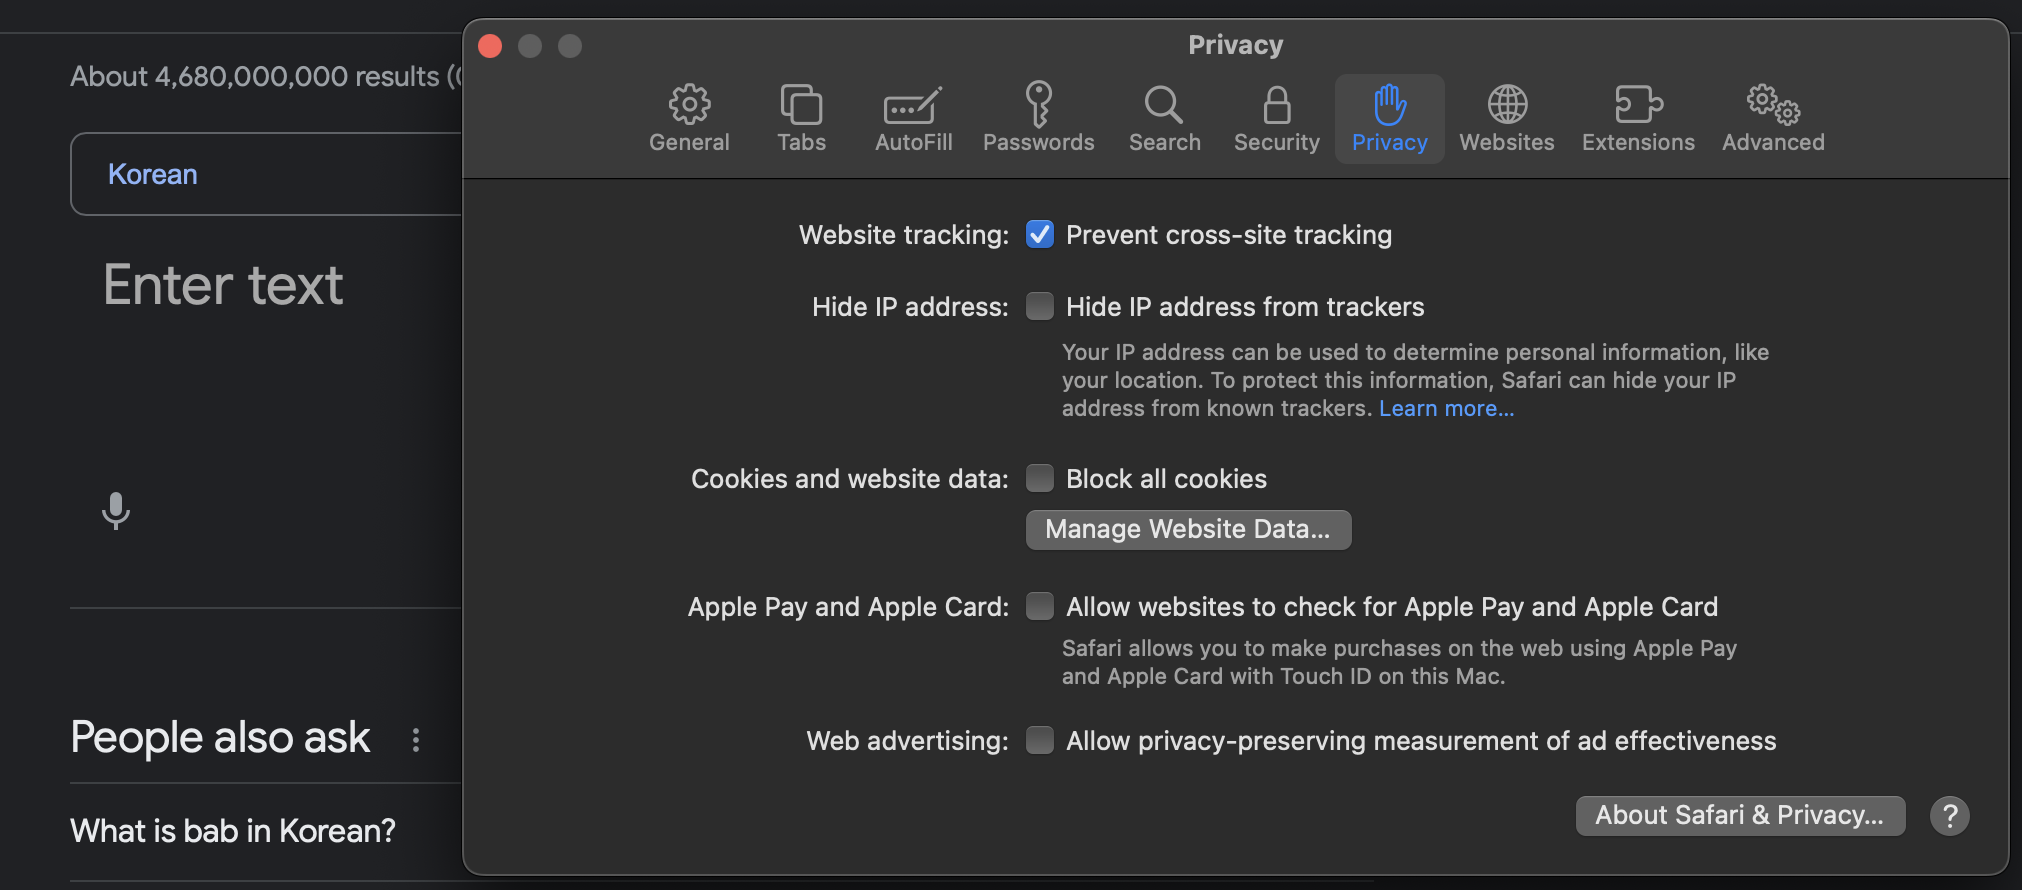 About 4,680,000,000 results
Korean
Enter text
People also ask
What is bab in Korean?
Privacy
General
Tabs
AutoFill
Passwords
Search
Security
Privacy
Websites
Extensions
Advanced
Website tracking: Prevent cross-site tracking
Hide IP address: Hide IP address from trackers
Your IP address can be used to determine personal information, like
your location. To protect this information, Safari can hide your IP
address from known trackers. Learn more...
Cookies and website data: Block all cookies
Manage Website Data...
Apple Pay and Apple Card: Allow websites to check for Apple Pay and Apple Card
Safari allows you to make purchases on the web using Apple Pay
and Apple Card with Touch ID on this Mac.
Web advertising: Allow privacy-preserving measurement of ad effectiveness
About Safari & Privacy...
?